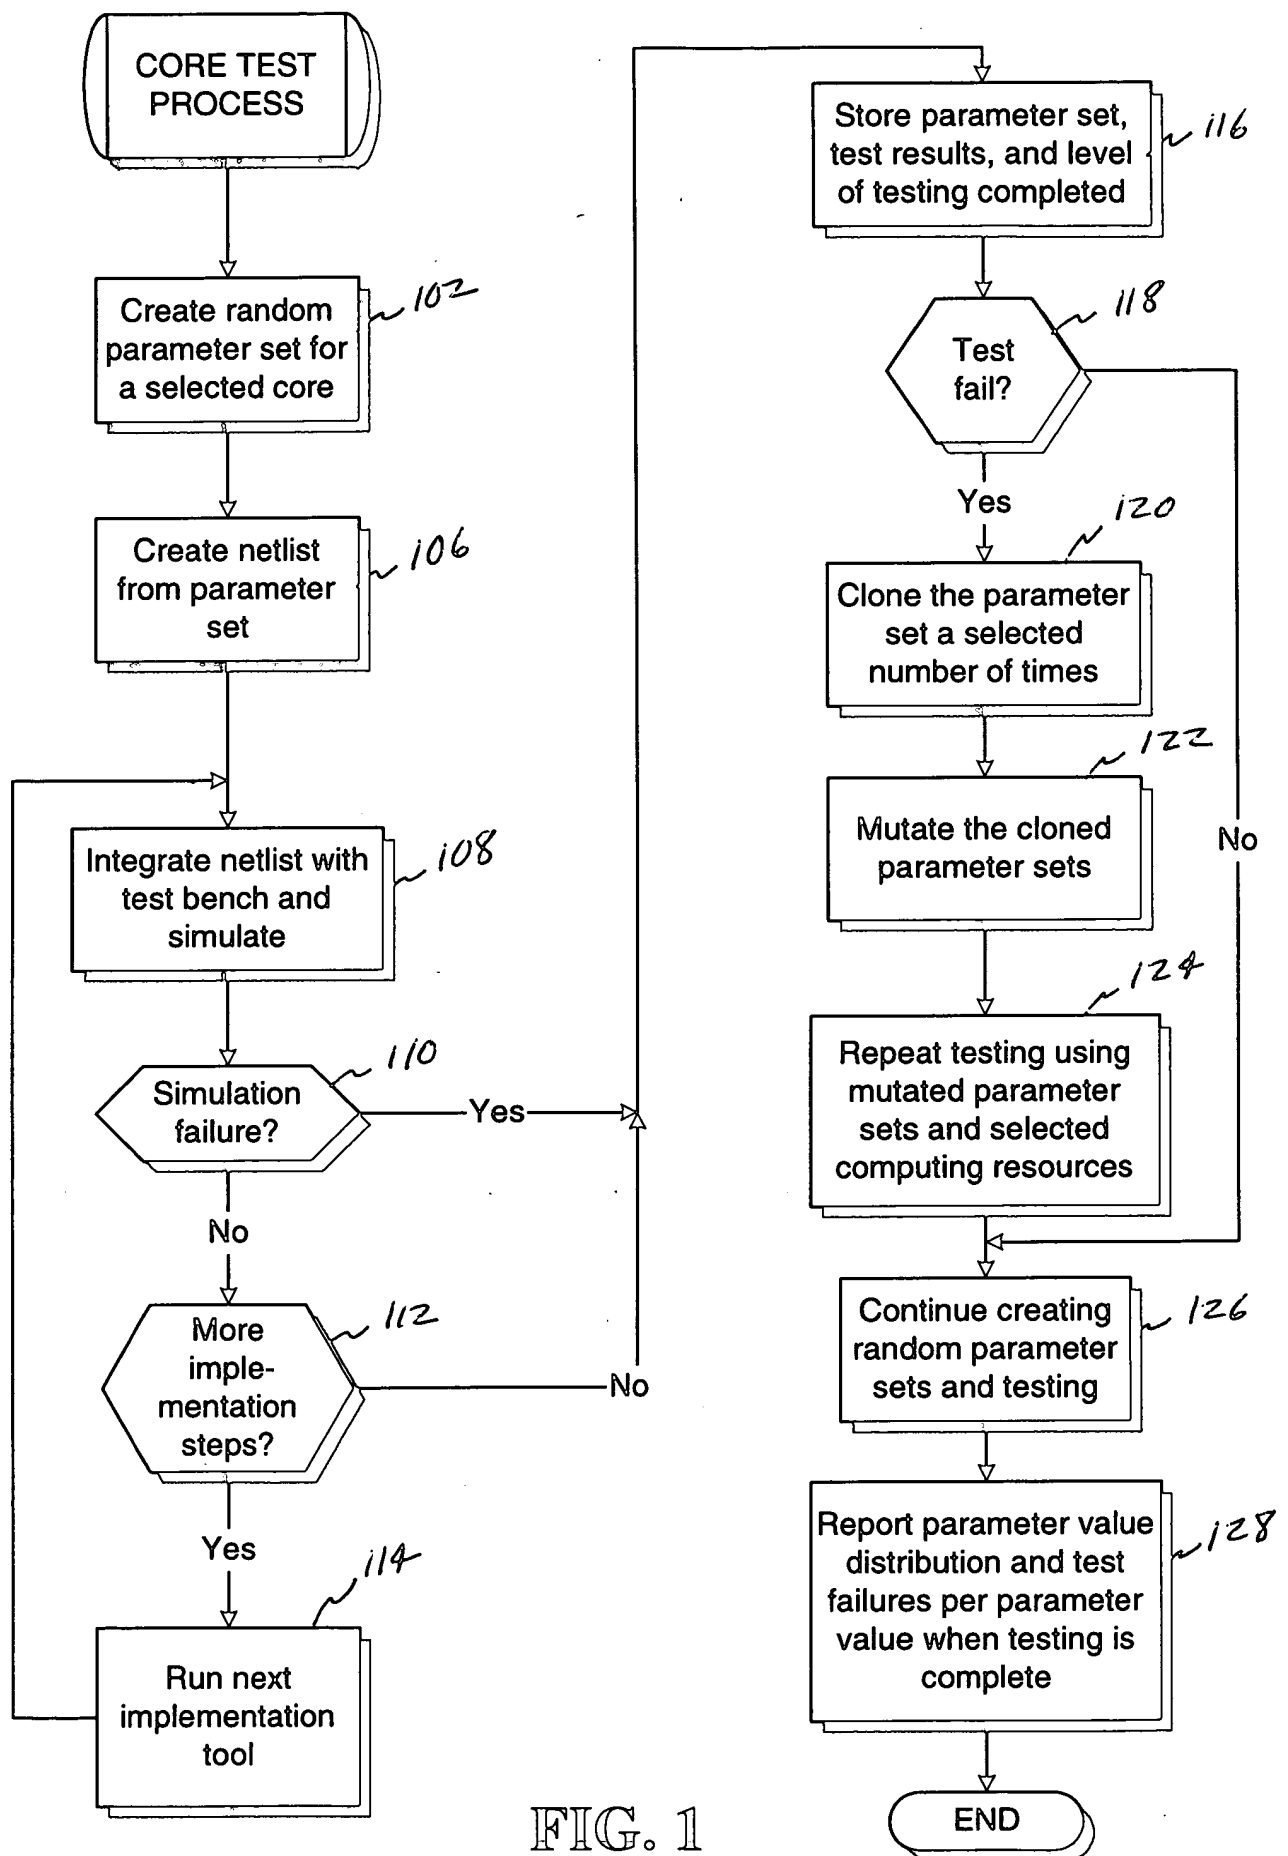 CORE TEST
PROCESS
Create random
parameter set for
a selected core
102
Create netlist
from parameter
set
106
Integrate netlist with
test bench and
simulate
108
Simulation
failure?
110
Yes
No
More
imple-
mentation
steps?
112
No
Yes
Run next
implementation
tool
114
Store parameter set,
test results, and level
of testing completed
116
Test
fail?
118
Yes
No
Clone the parameter
set a selected
number of times
120
Mutate the cloned
parameter sets
122
Repeat testing using
mutated parameter
sets and selected
computing resources
124
Continue creating
random parameter
sets and testing
126
Report parameter value
distribution and test
failures per parameter
value when testing is
complete
128
END
FIG. 1